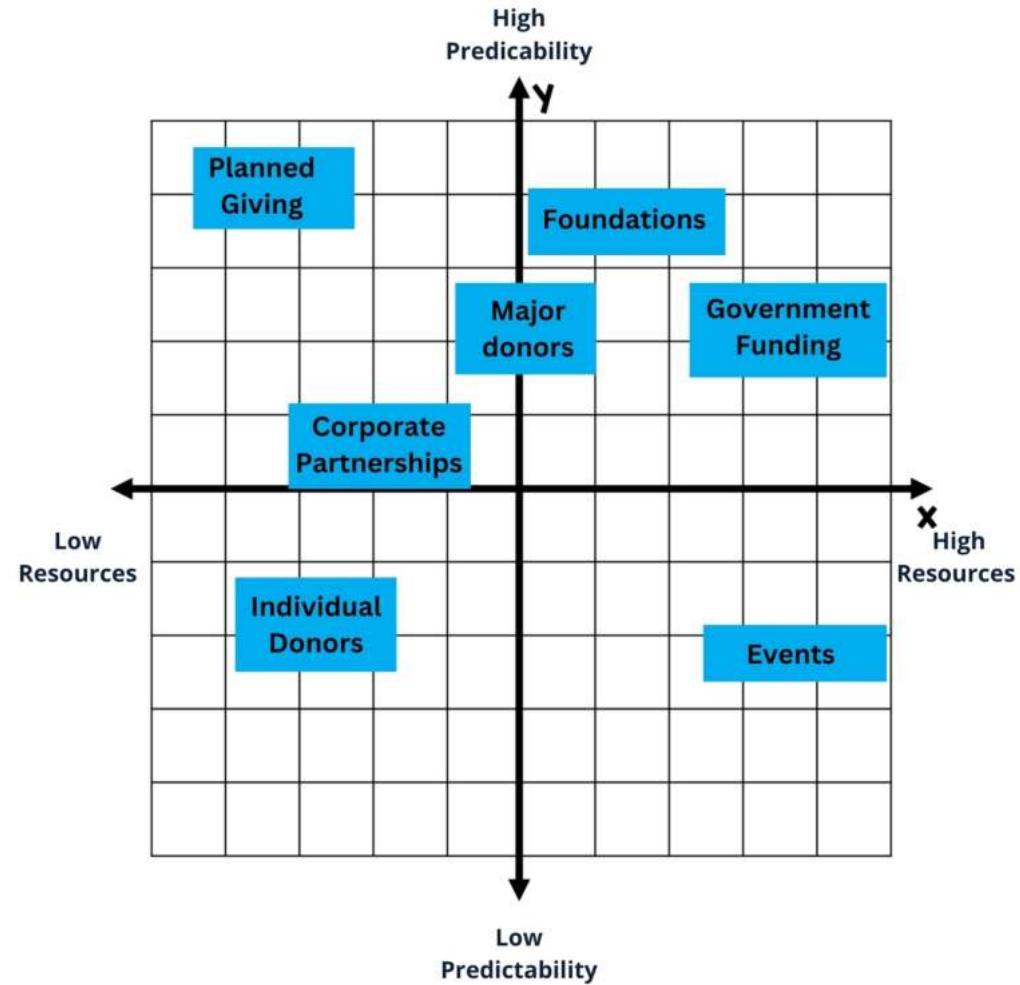 High
Predicability
y
Planned
Giving
Foundations
Major
donors
Government
Funding
Corporate
Partnerships
x
Low
Resources
High
Resources
Individual
Donors
Events
Low
Predictability